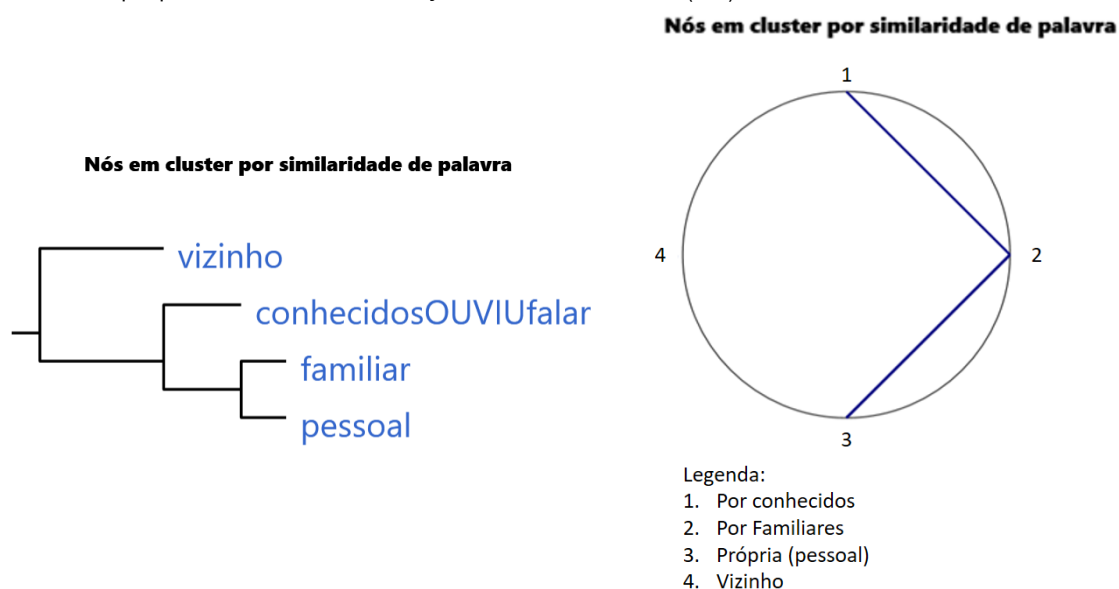 Nós em cluster por similaridade de palavra
vizinho
conhecidosOUVIUfalar
familiar
pessoal
Nós em cluster por similaridade de palavra
1
2
3
4
Legenda:
1. Por conhecidos
2. Por Familiares
3. Própria (pessoal)
4. Vizinho